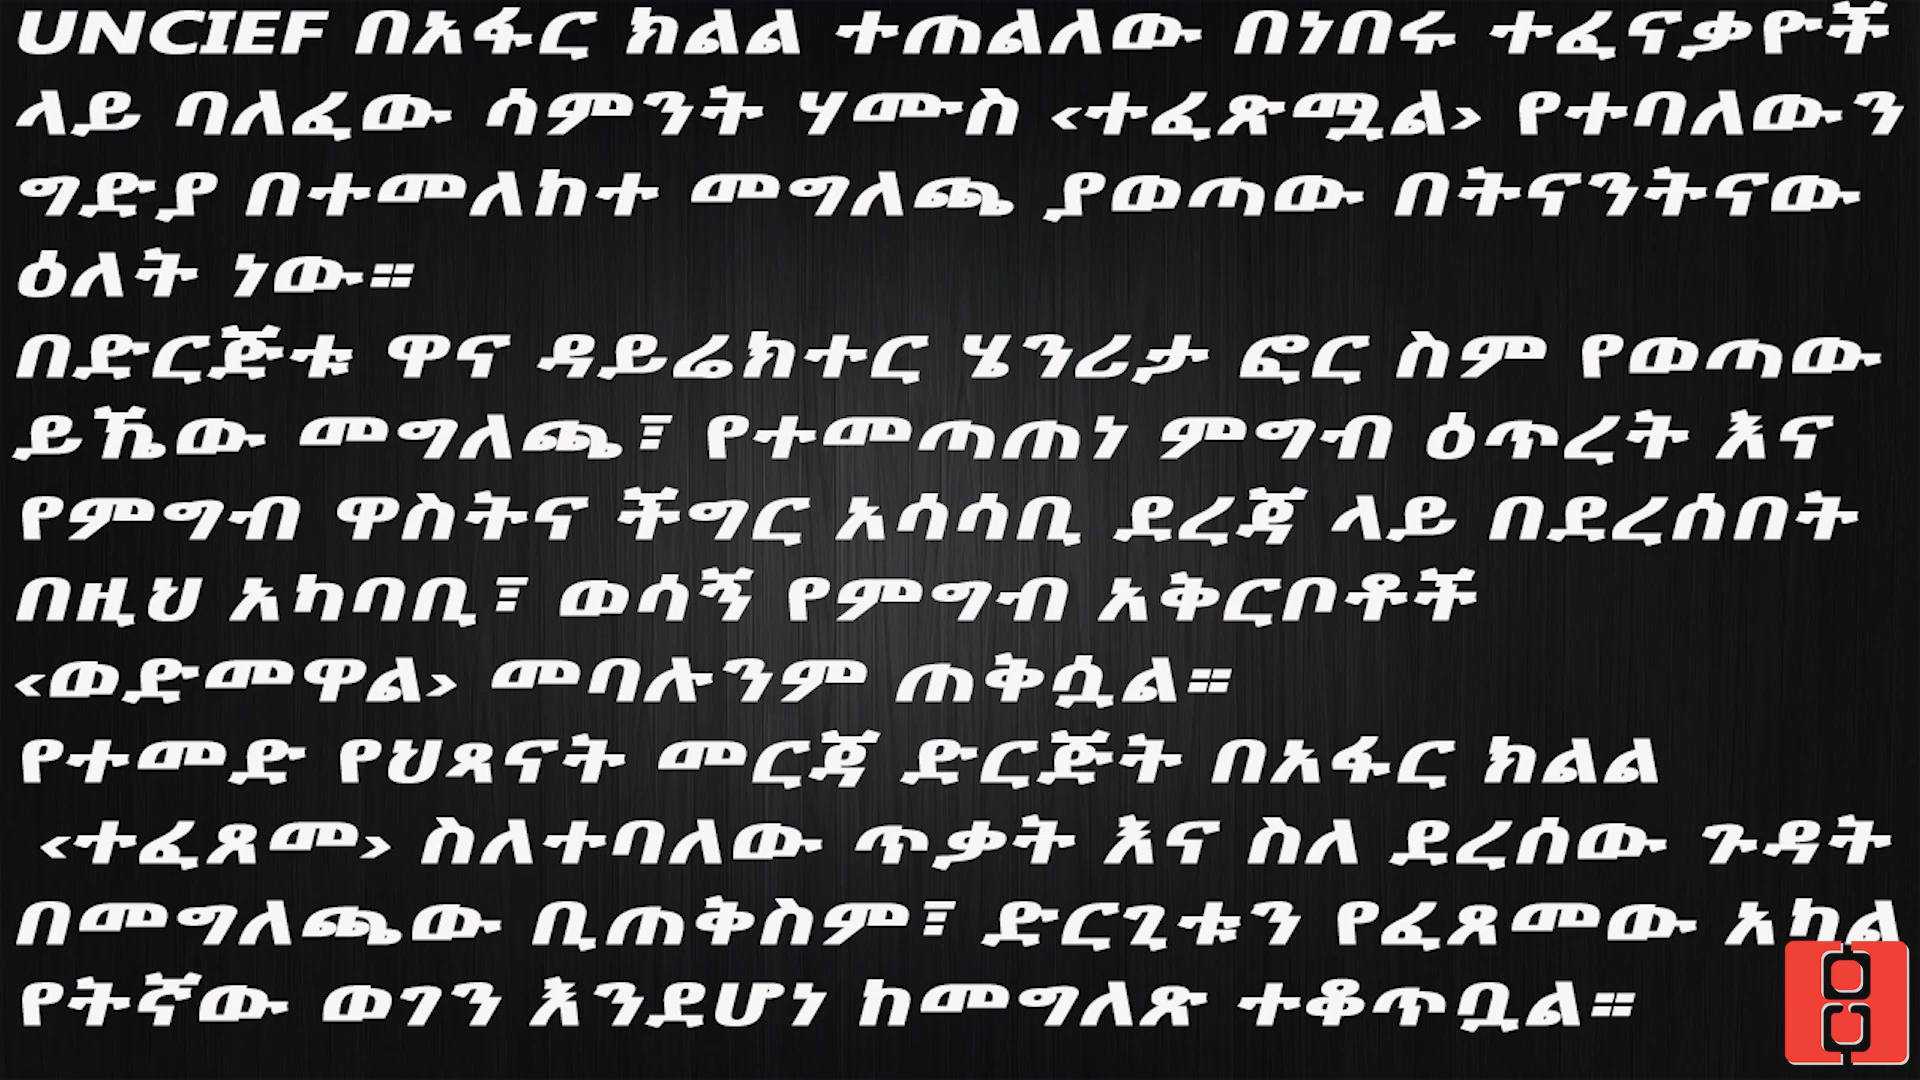 UNCIEF በአፋር ክልል ተጠልለው በነበሩ ተፈናቃዮች
ላይ ባለፈው ሳምንት ሃሙስ ‹ተፈጽሟል› የተባለውን
ግድያ በተመለከተ መግለጫ ያወጣው በትናንትናው
ዕለት ነው።
በድርጅቱ ዋና ዳይሬክተር ሄንሪታ ፎር ስም የወጣው
ይኼው መግለጫ፣ የተመጣጠነ ምግብ ዕጥረት እና
የምግብ ዋስትና ችግር አሳሳቢ ደረጃ ላይ በደረሰበት
በዚህ አካባቢ፣ ወሳኝ የምግብ አቅርቦቶች
‹ወድመዋል› መባሉንም ጠቅሷል።
የተመድ የህጻናት መርጃ ድርጅት በአፋር ክልል
‹ተፈጸመ› ስለተባለው ጥቃት እና ስለ ደረሰው ጉዳት
በመግለጫው ቢጠቅስም፣ ድርጊቱን የፈጸመው አካል
የትኛው ወገን እንደሆነ ከመግለጽ ተቆጥቧል።